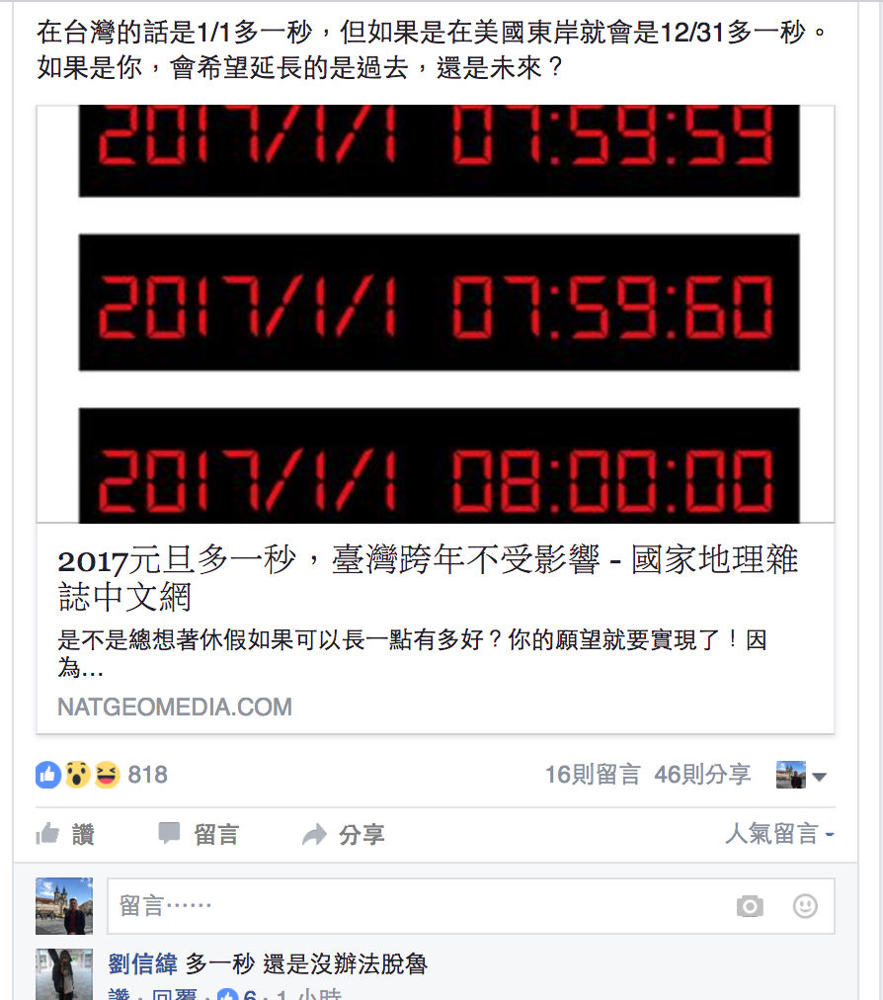 在台灣的話是1/1多一秒，但如果是在美國東岸就會是12/31多一秒。
如果是你，會希望延長的是過去，還是未來？
2017/1/1 07:59:59
2017/1/1 07:59:60
2017/1/1 08:00:00
2017元旦多一秒，臺灣跨年不受影響 - 國家地理雜
誌中文網
是不是總想著休假如果可以長一點有多好？你的願望就要實現了！因
為...
NATGEOMEDIA.COM
818 16則留言 46則分享
讚 留言 分享 人氣留言
留言……
劉信緯 多一秒 還是沒辦法脫魯
讚 · 回覆 · 6 · 1 小時